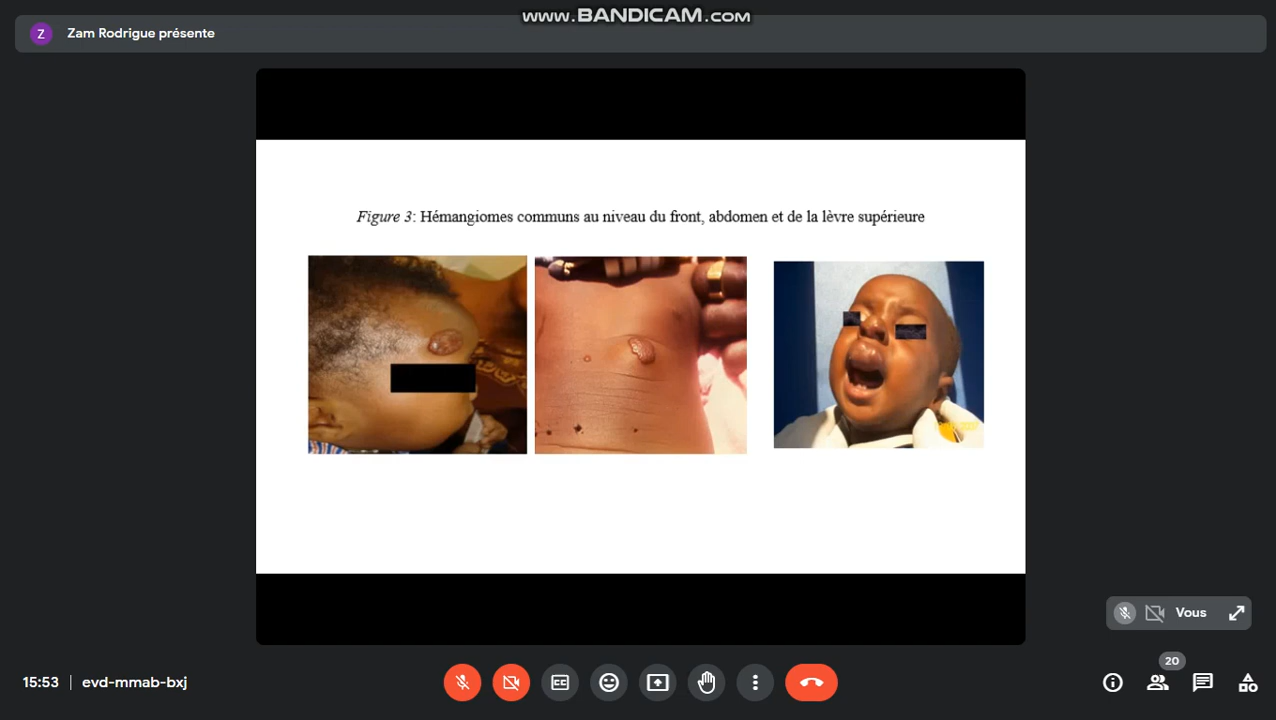 www.BANDICAM.com
Z
Zam Rodrigue présente
Figure 3: Hémangiomes communs au niveau du front, abdomen et de la lèvre supérieure
Vous
20
15:53 | evd-mmab-bxj
CC